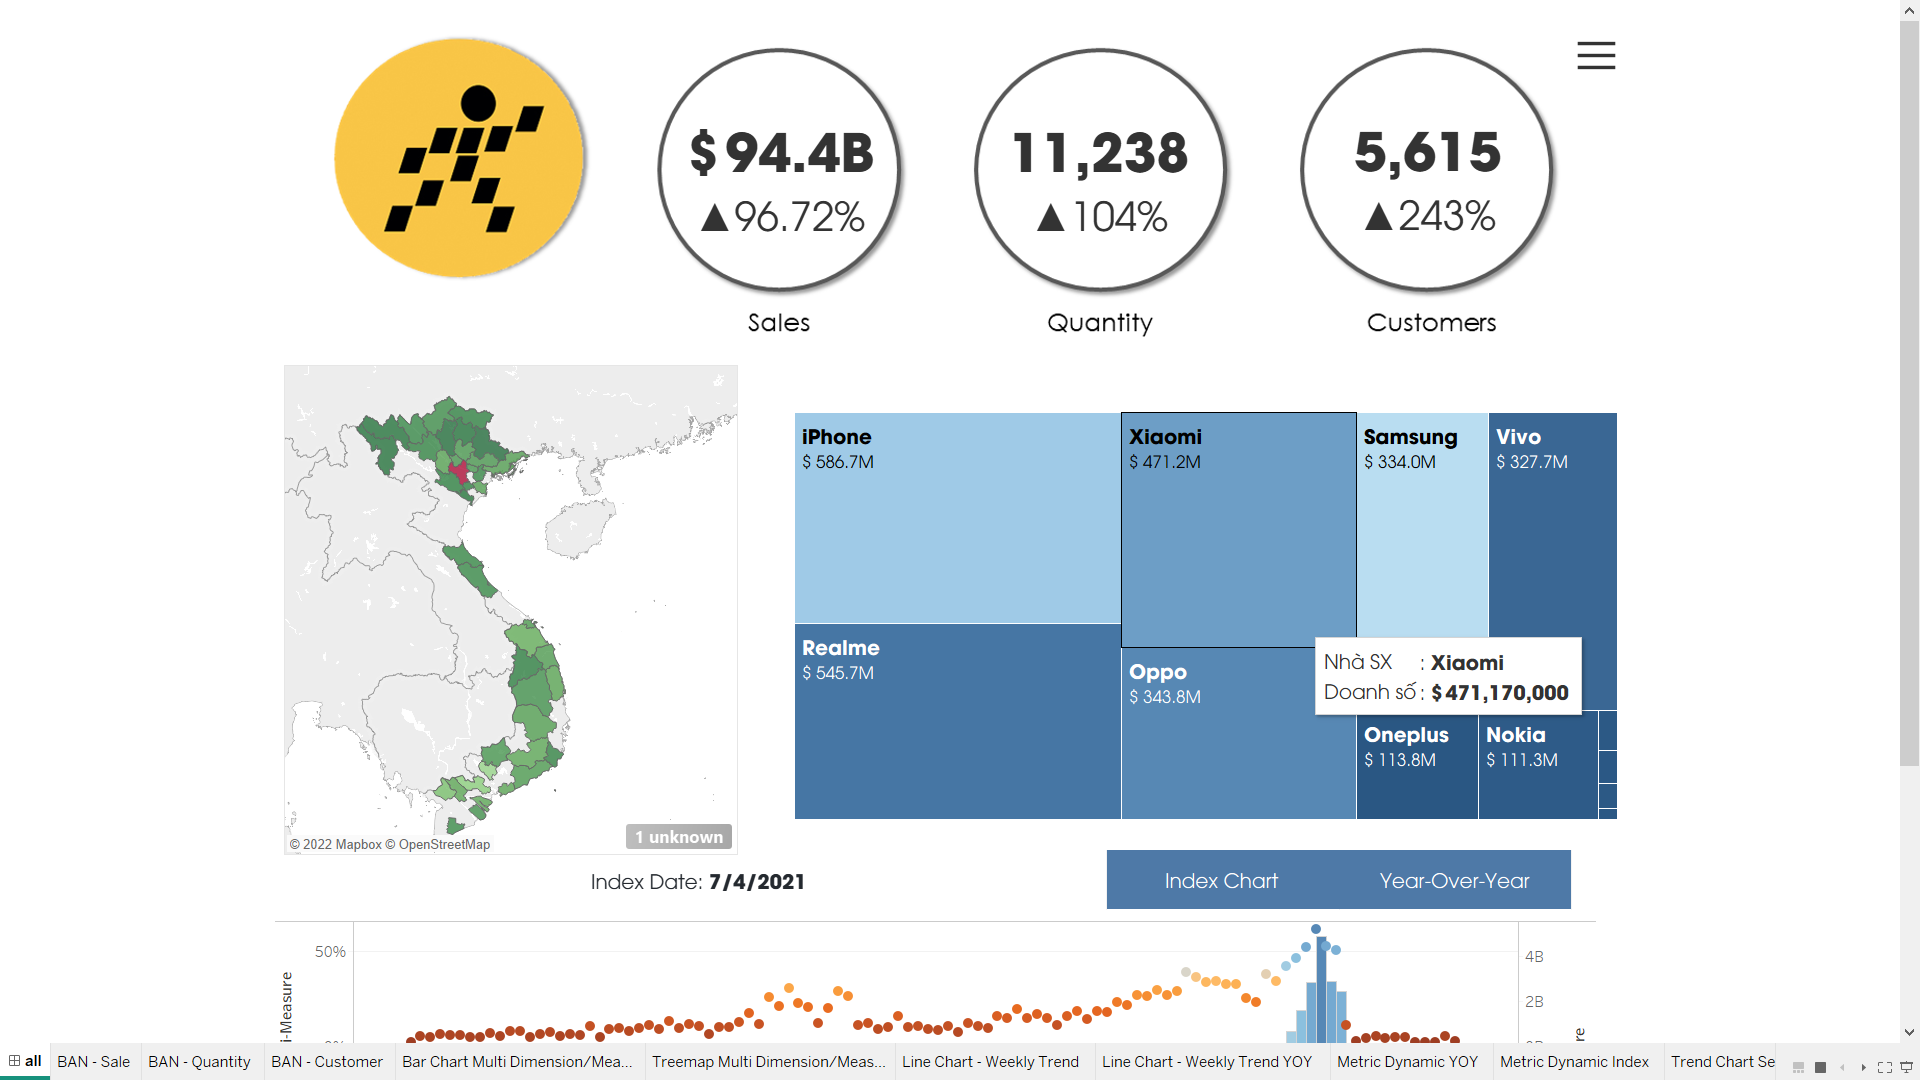 $ 94.4B
▲96.72%
Sales
11,238
▲104%
Quantity
5,615
▲243%
Customers
© 2022 Mapbox © OpenStreetMap
1 unknown
iPhone
$ 586.7M
Xiaomi
$ 471.2M
Samsung
$ 334.0M
Vivo
$ 327.7M
Realme
$ 545.7M
Oppo
$ 343.8M
Nhà SX : Xiaomi
Doanh số : $ 471,170,000
Oneplus
$ 113.8M
Nokia
$ 111.3M
Index Date: 7/4/2021
Index Chart
Year-Over-Year
50%
i-Measure
4B
2B
all
BAN - Sale
BAN - Quantity
BAN - Customer
Bar Chart Multi Dimension/Mea...
Treemap Multi Dimension/Meas...
Line Chart - Weekly Trend
Line Chart - Weekly Trend YOY
Metric Dynamic YOY
Metric Dynamic Index
Trend Chart Se